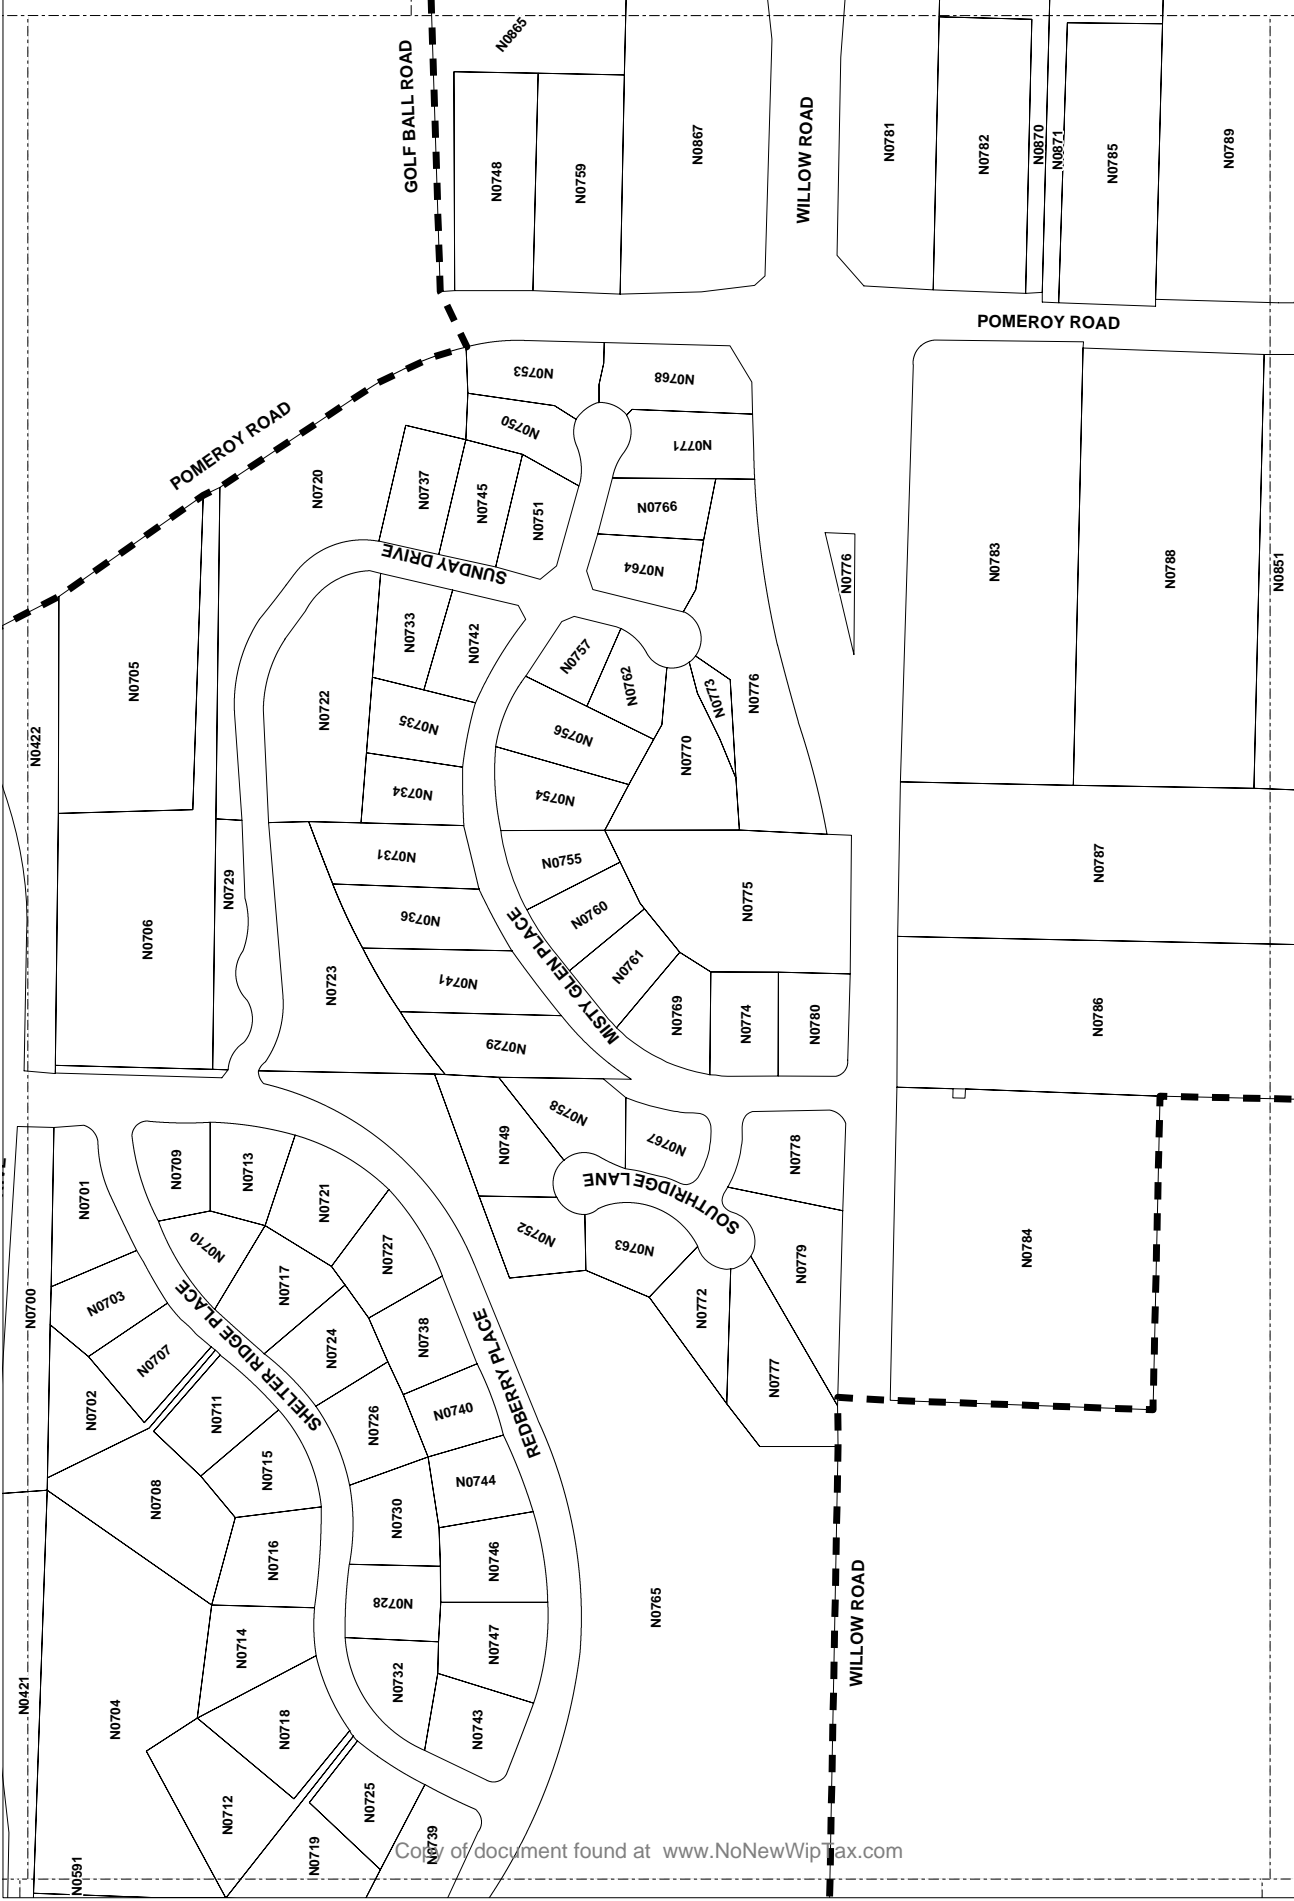 N0865
GOLF BALL ROAD
N0748
N0759
N0867
WILLOW ROAD
N0781
N0782
N0870
N0871
N0785
N0789
POMEROY ROAD
POMEROY ROAD
N0753
N0768
N0750
N0771
N0720
N0737
N0745
N0751
N0766
N0764
SUNDAY DRIVE
N0776
N0783
N0788
N0851
N0422
N0705
N0722
N0733
N0742
N0757
N0762
N0773
N0776
N0735
N0756
N0770
N0734
N0754
N0731
N0755
N0729
N0706
N0736
N0760
N0775
N0787
MISTY GLEN PLACE
N0723
N0741
N0761
N0729
N0769
N0774
N0780
N0786
N0758
N0767
N0749
N0778
SOUTHRIDGE LANE
N0701
N0709
N0713
N0721
N0710
N0727
N0752
N0763
N0779
N0784
N0700
N0703
N0717
N0772
SHELTER RIDGE PLACE
N0707
N0724
N0738
REDBERRY PLACE
N0777
N0702
N0711
N0726
N0740
N0708
N0715
N0744
N0730
N0716
N0746
N0728
N0765
WILLOW ROAD
N0714
N0747
N0421
N0704
N0732
N0718
N0743
N0712
N0725
N0719
N0739
N0591
Copy of document found at www.NoNewWipTax.com